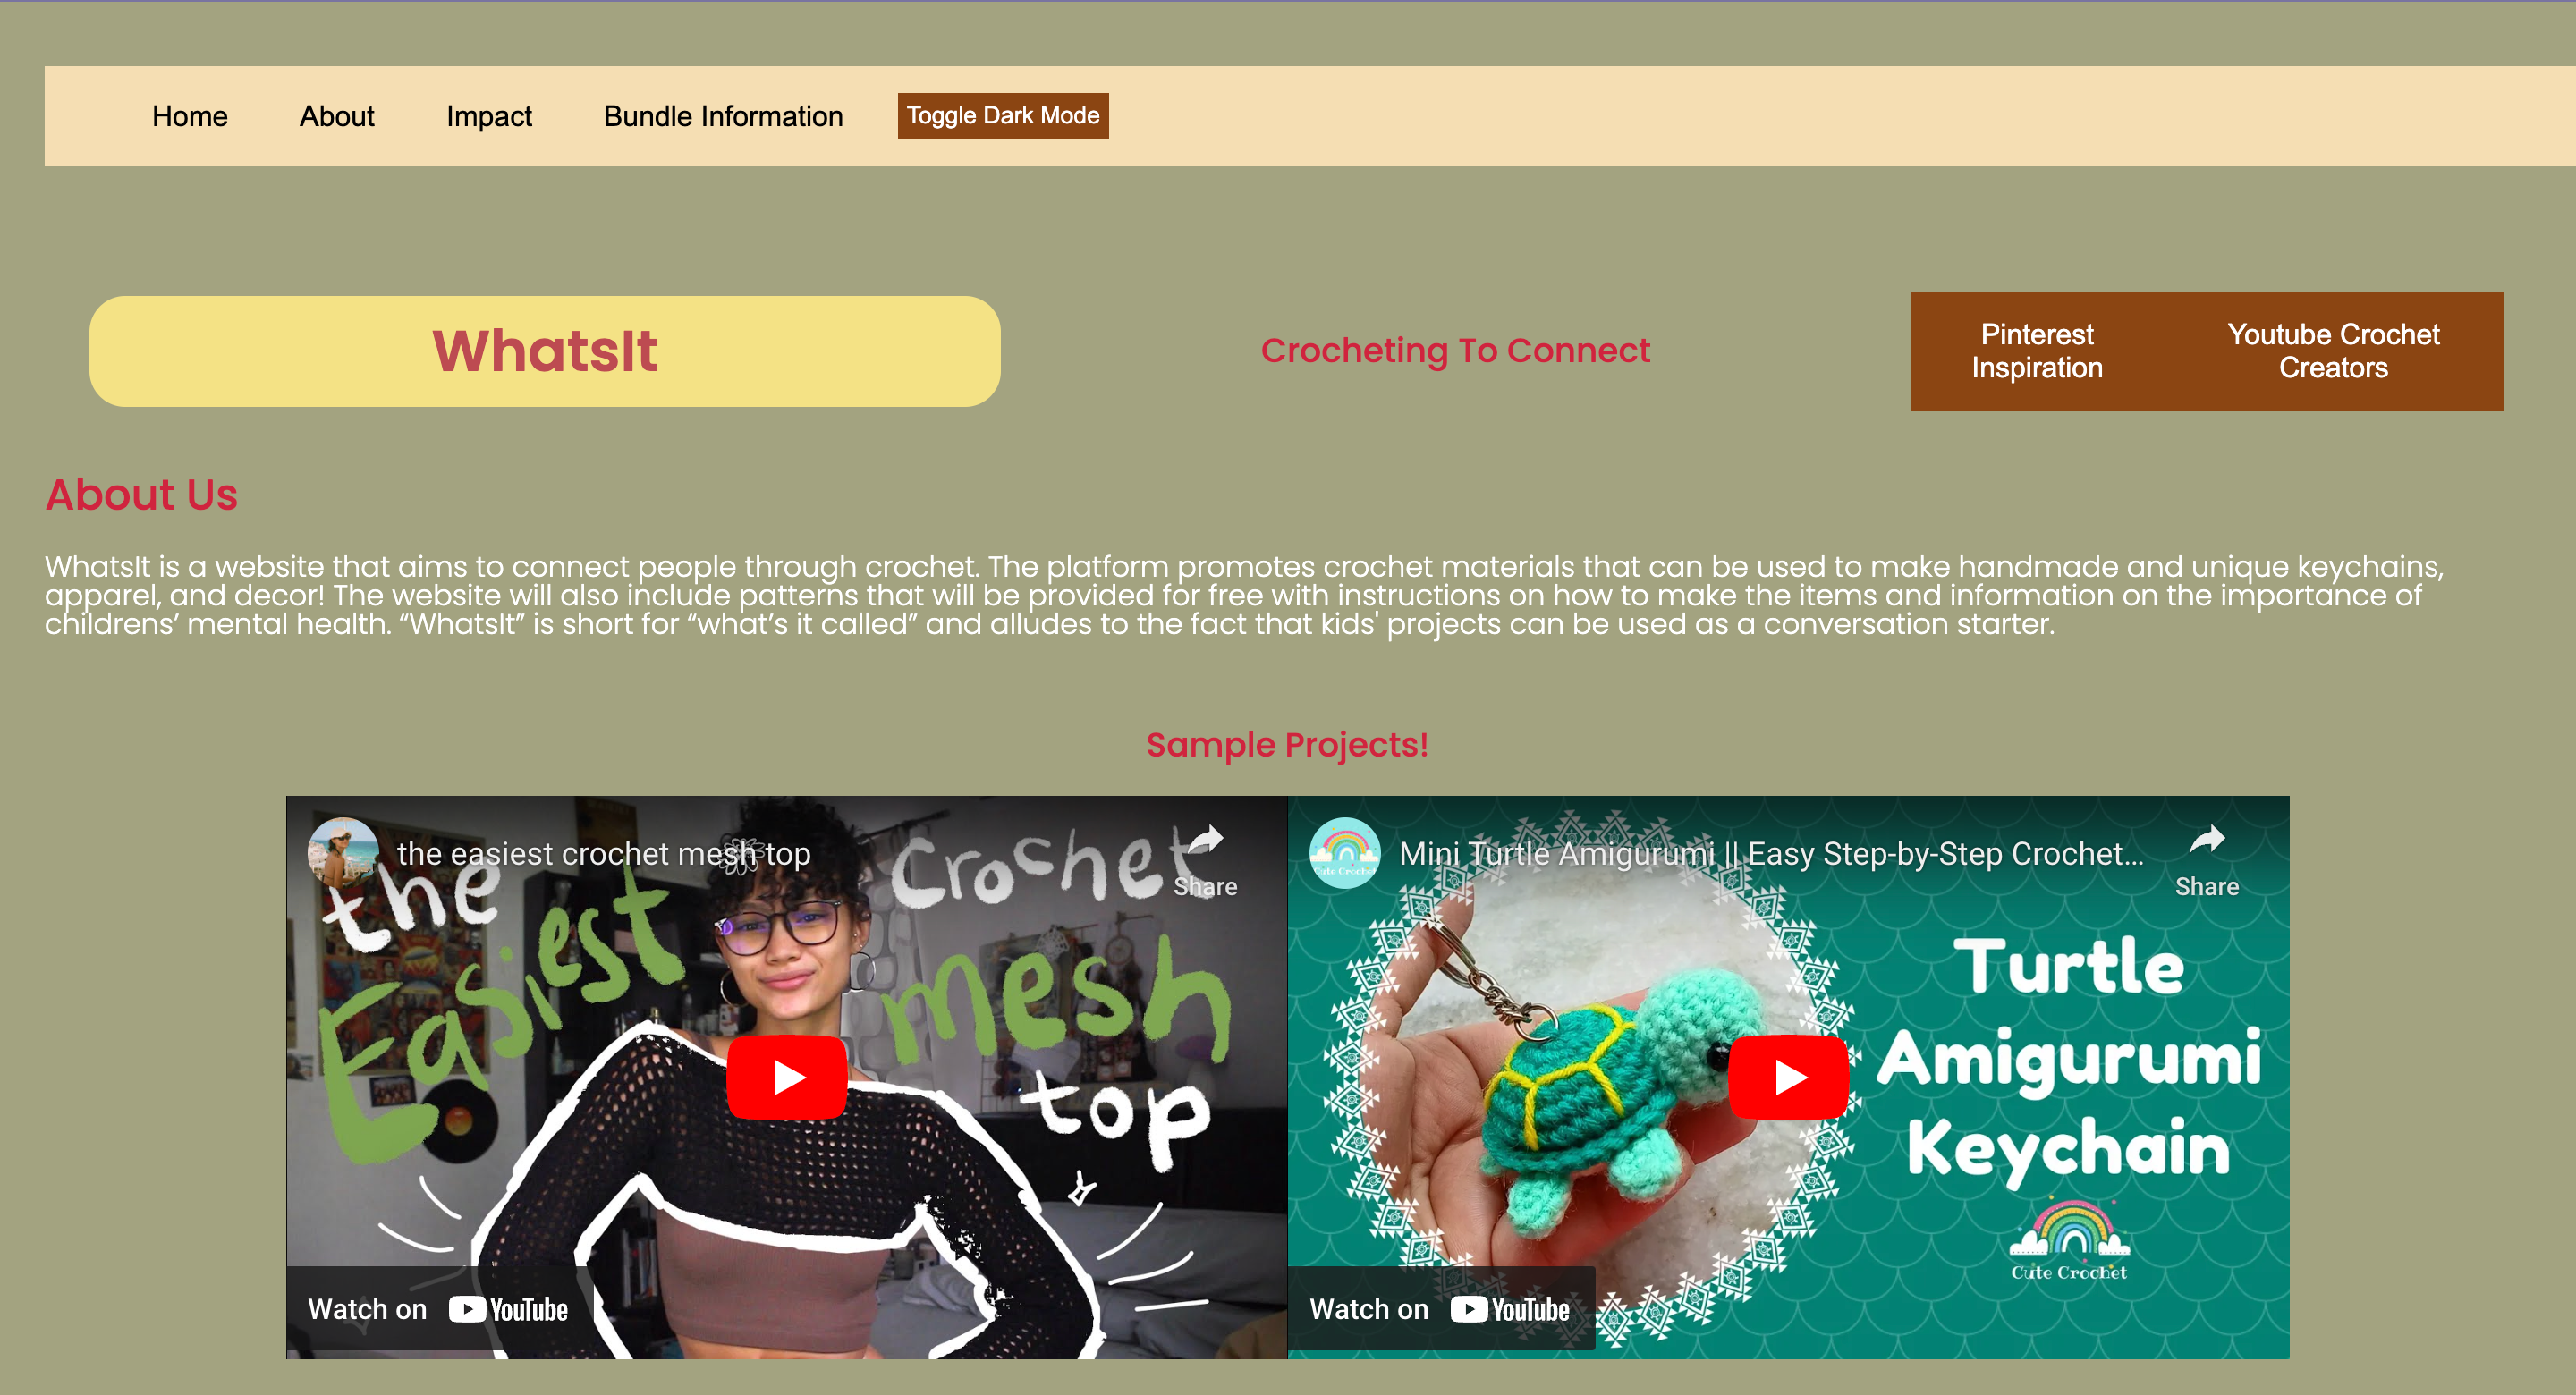 Home About Impact Bundle Information Toggle Dark Mode
WhatsIt
Crocheting To Connect
Pinterest
Inspiration
Youtube Crochet
Creators
About Us
WhatsIt is a website that aims to connect people through crochet. The platform promotes crochet materials that can be used to make handmade and unique keychains,
apparel, and decor! The website will also include patterns that will be provided for free with instructions on how to make the items and information on the importance of
childrens’ mental health. “WhatsIt” is short for “what’s it called” and alludes to the fact that kids' projects can be used as a conversation starter.
Sample Projects!
the easiest crochet mesh top
Share
the
Easiest
Crochet
mesh
top
Watch on YouTube
Cute Crochet
Mini Turtle Amigurumi || Easy Step-by-Step Crochet...
Share
Turtle
Amigurumi
Keychain
Cute Crochet
Watch on YouTube